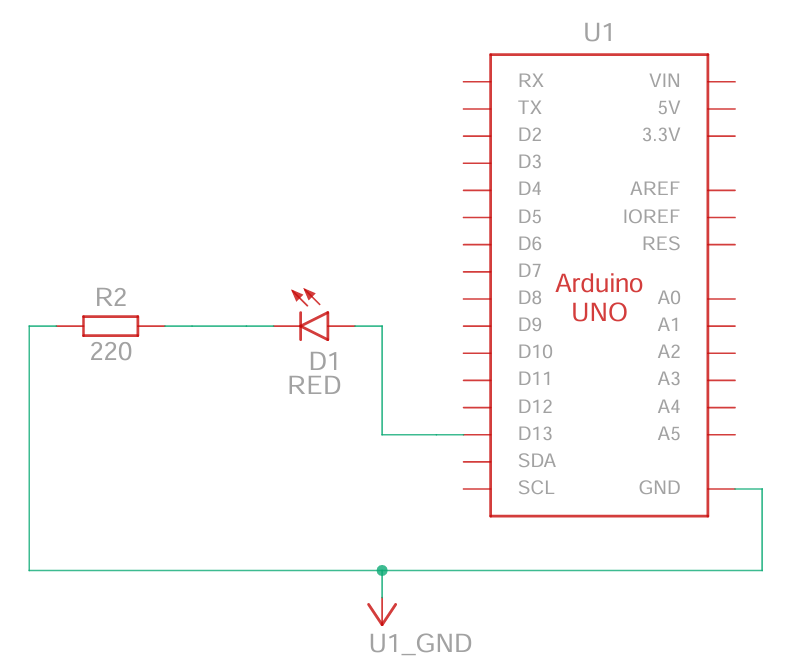 U1
RX
VIN
TX
5V
D2
3.3V
D3
D4
AREF
D5
IOREF
D6
RES
D7
Arduino
UNO
D8
A0
D9
A1
D10
A2
D11
A3
D12
A4
D13
A5
SDA
SCL
GND
R2
220
D1
RED
U1_GND